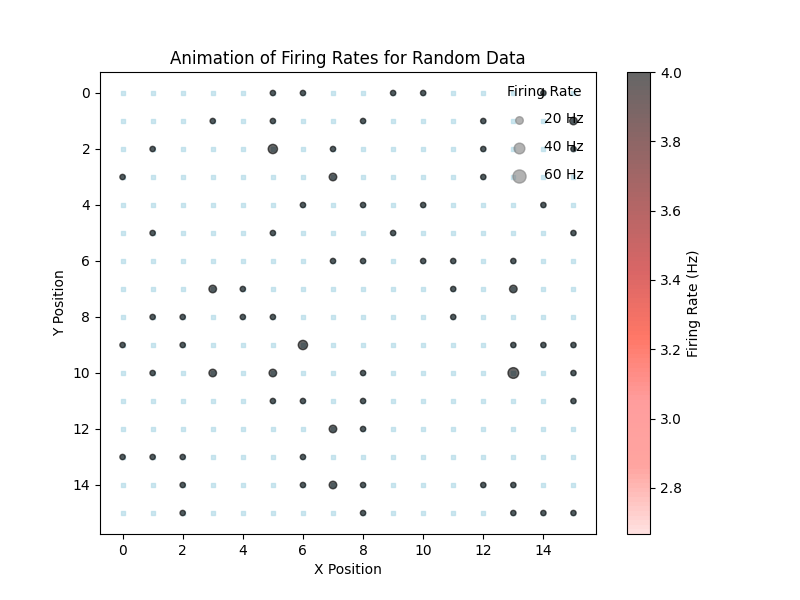 Animation of Firing Rates for Random Data
Firing Rate
20 Hz
40 Hz
60 Hz
0
2
4
6
8
10
12
14
Y Position
0 2 4 6 8 10 12 14
X Position
4.0
3.8
3.6
3.4
3.2
3.0
2.8
Firing Rate (Hz)